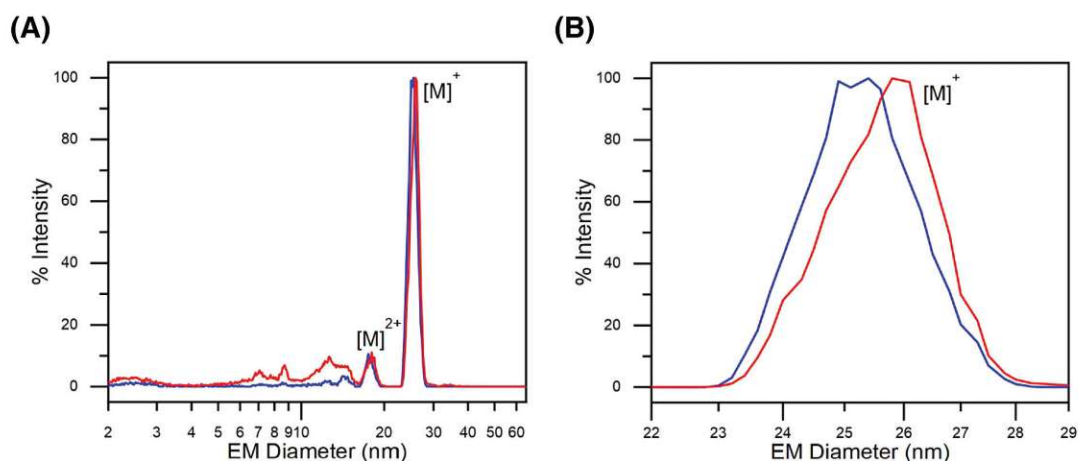 (A)
(B)
100
80
60
40
20
0
% Intensity
[M]+
[M]2+
2 3 4 5 6 7 8 9 10 20 30 40 50 60
EM Diameter (nm)
100
80
60
40
20
0
% Intensity
[M]+
22 23 24 25 26 27 28 29
EM Diameter (nm)